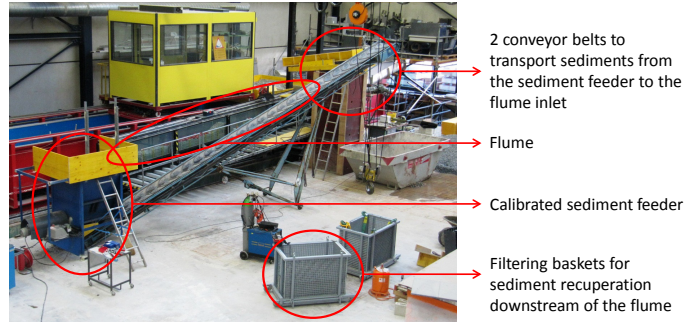 2 conveyor belts to
transport sediments from
the sediment feeder to the
flume inlet
Flume
Calibrated sediment feeder
Filtering baskets for
sediment recuperation
downstream of the flume